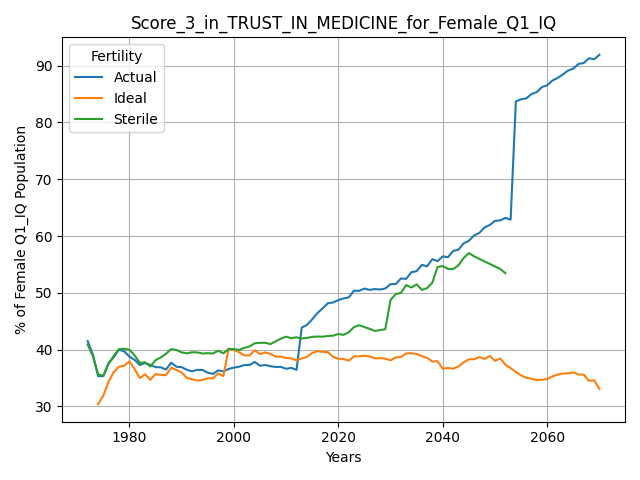 Score_3_in_TRUST_IN_MEDICINE_for_Female_Q1_IQ
Fertility
Actual
Ideal
Sterile
% of Female Q1_IQ Population
90
80
70
60
50
40
30
1980
2000
2020
2040
2060
Years